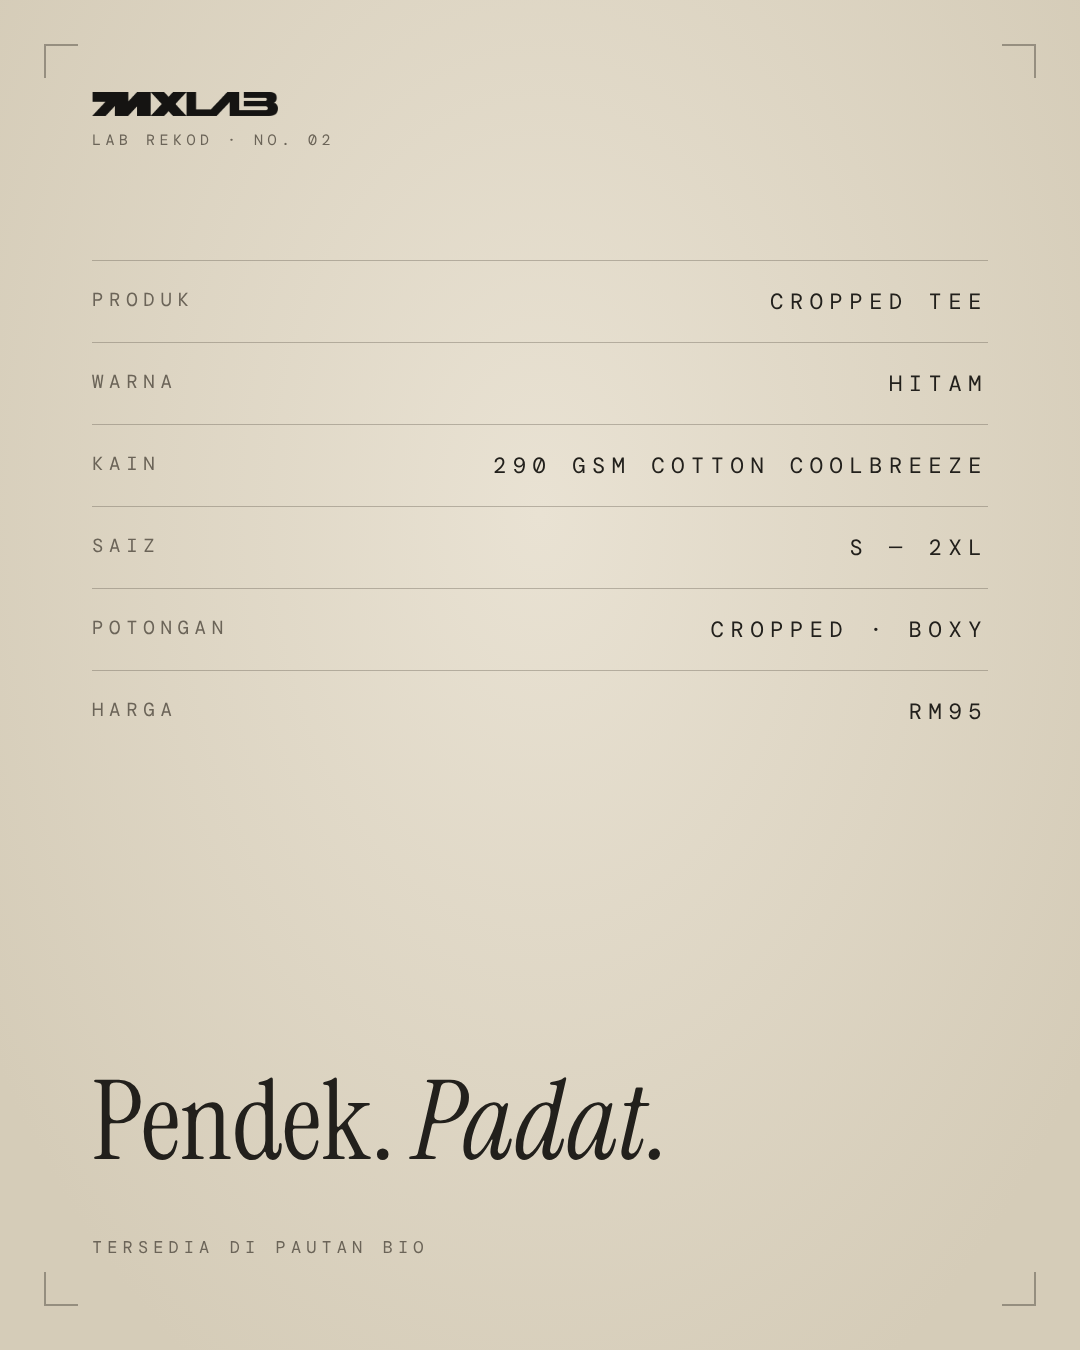 7MXLAB
LAB REKOD · NO. 02
PRODUK CROPPED TEE
WARNA HITAM
KAIN 290 GSM COTTON COOLBREEZE
SAIZ S — 2XL
POTONGAN CROPPED · BOXY
HARGA RM95
Pendek. Padat.
TERSEDIA DI PAUTAN BIO